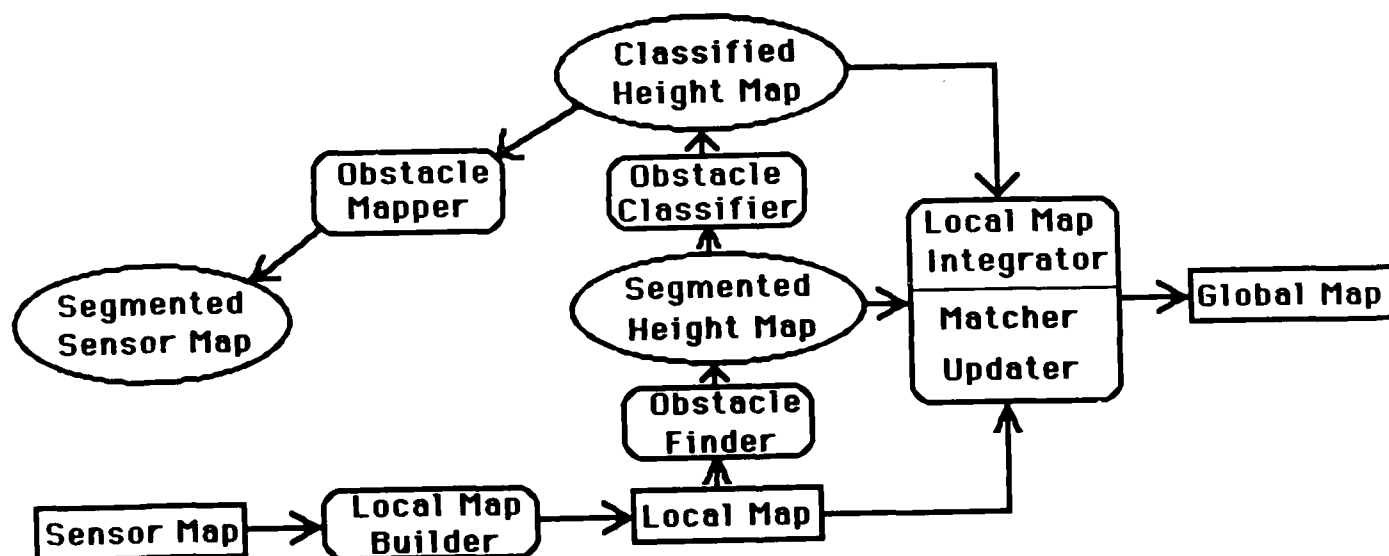 Classified
Height Map
Obstacle
Mapper
Obstacle
Classifier
Local Map
Integrator
Matcher
Updater
Global Map
Segmented
Sensor Map
Segmented
Height Map
Obstacle
Finder
Sensor Map
Local Map
Builder
Local Map